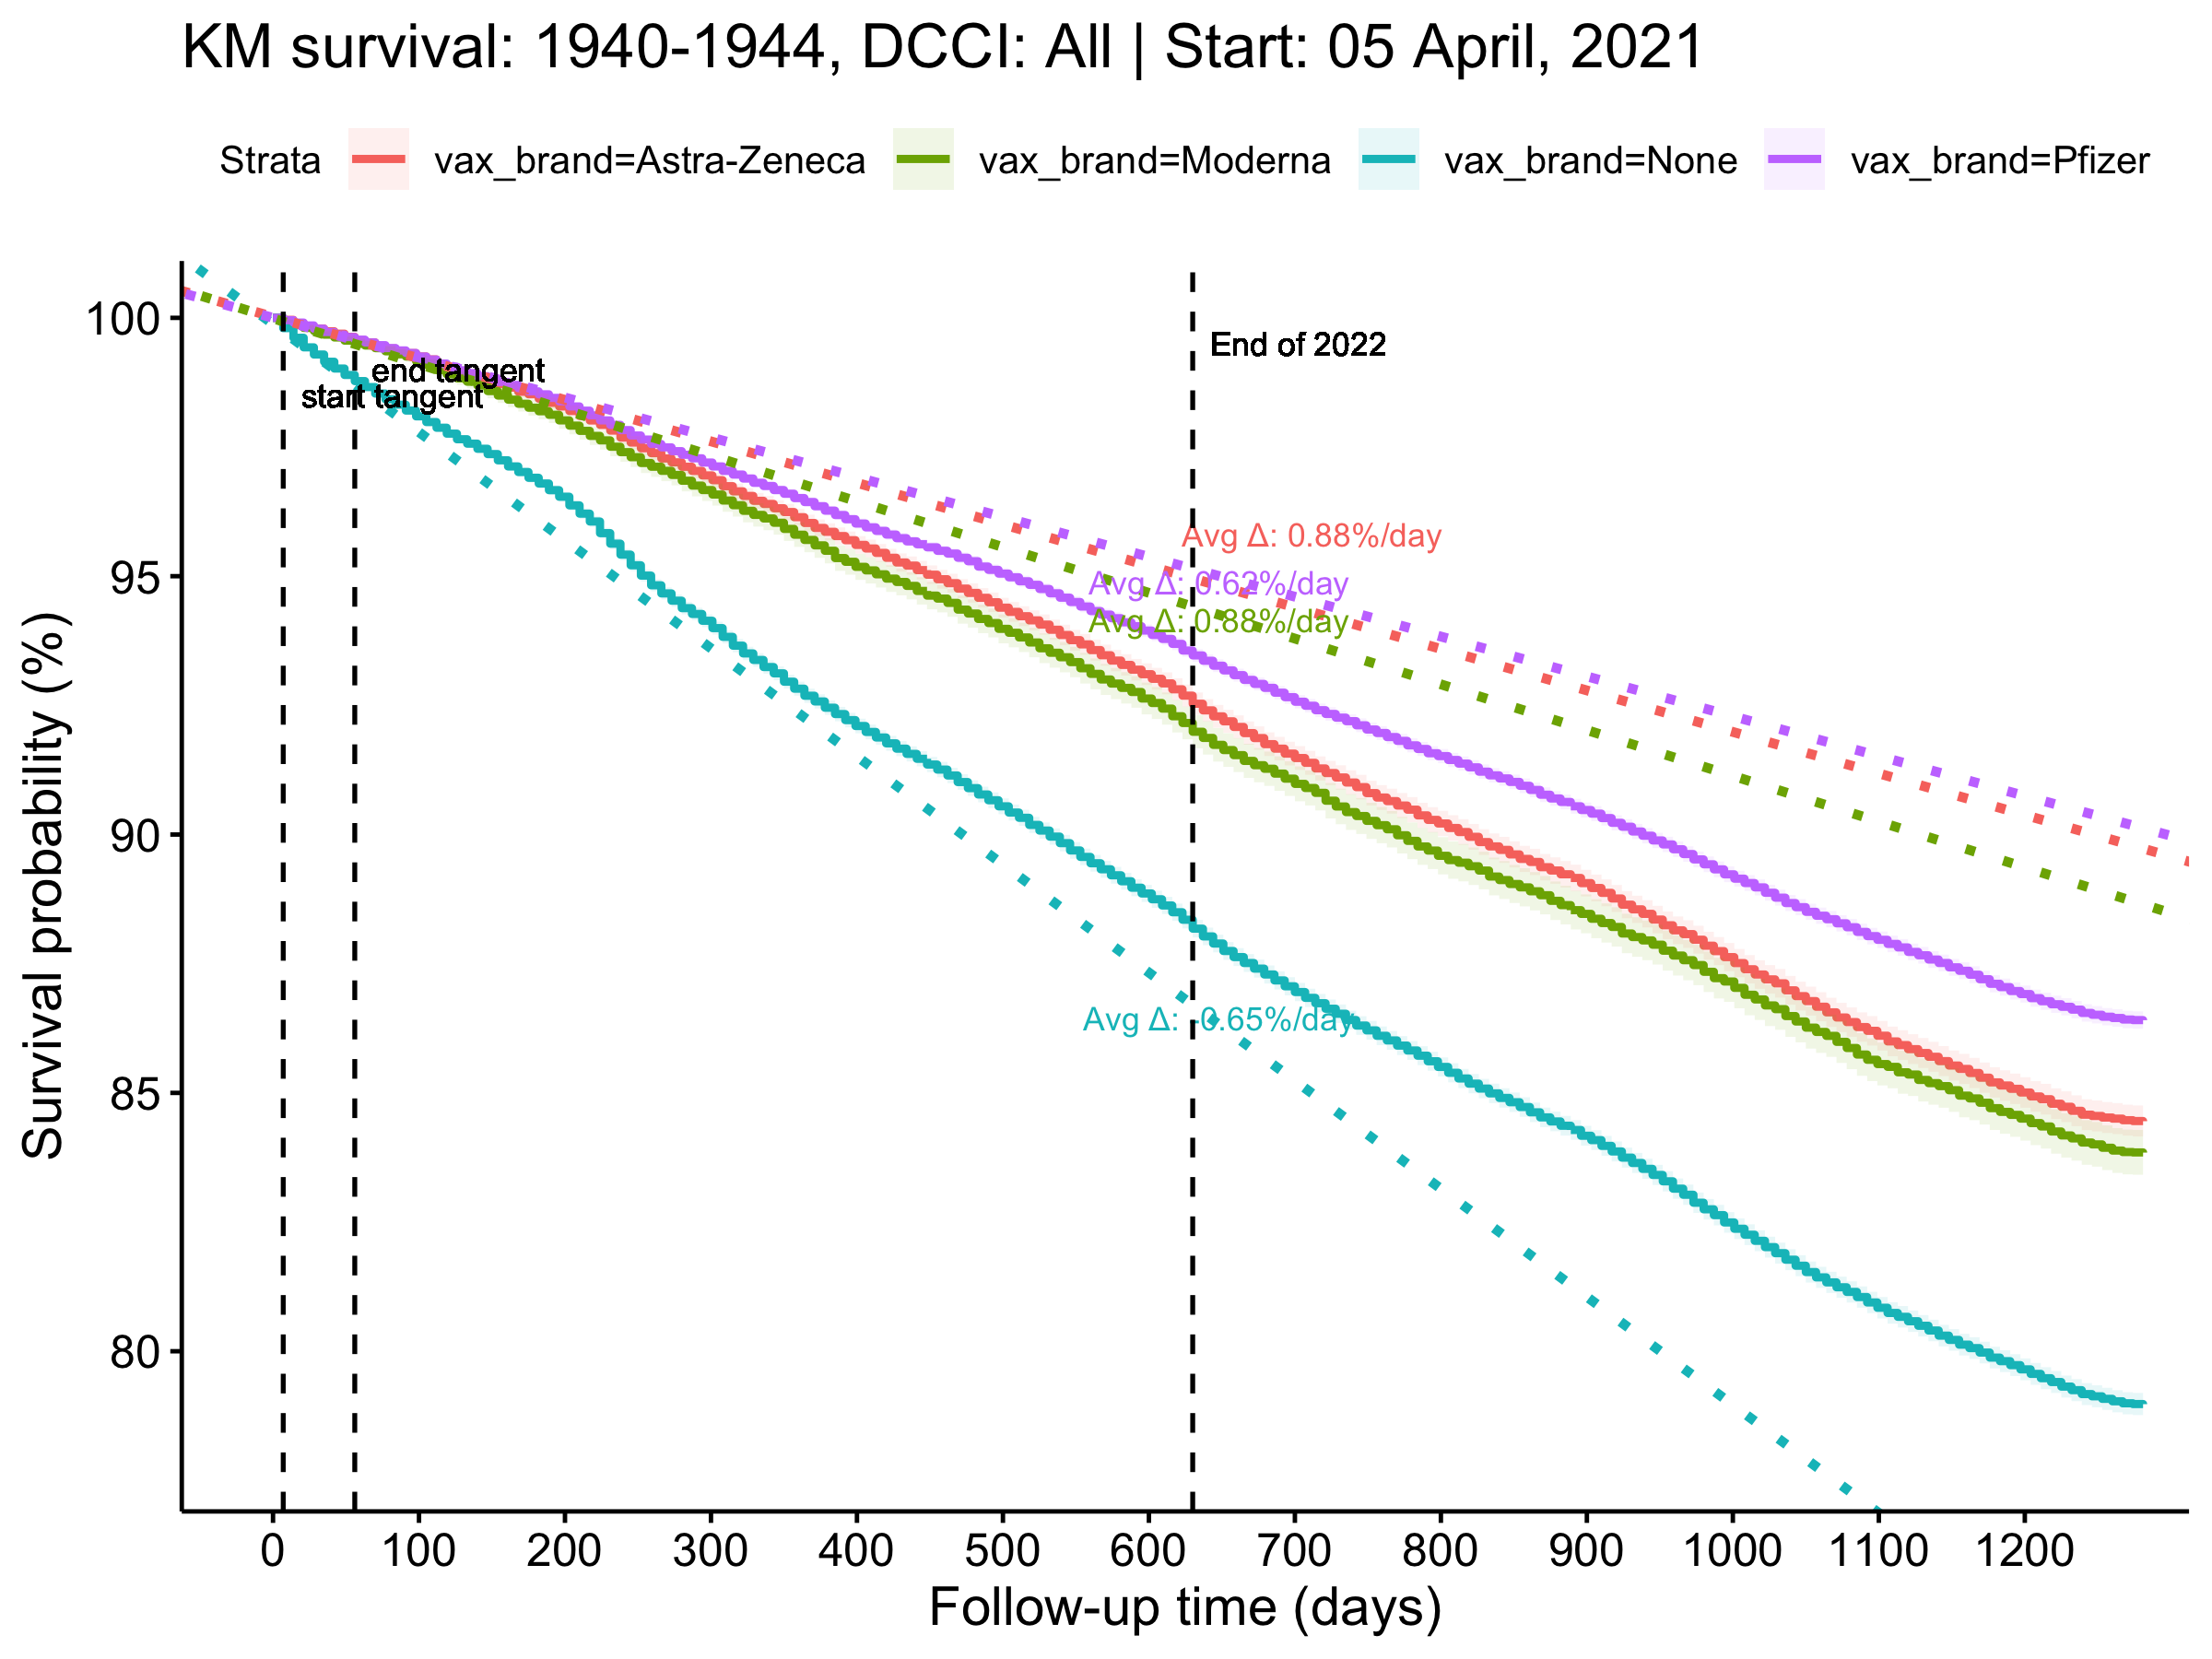 KM survival: 1940-1944, DCCI: All | Start: 05 April, 2021
Strata vax_brand=Astra-Zeneca vax_brand=Moderna vax_brand=None vax_brand=Pfizer
Survival probability (%)
100
95
90
85
80
end tangent
start tangent
End of 2022
Avg Δ: 0.88%/day
Avg Δ: 0.62%/day
Avg Δ: 0.88%/day
Avg Δ: -0.65%/day
0 100 200 300 400 500 600 700 800 900 1000 1100 1200
Follow-up time (days)